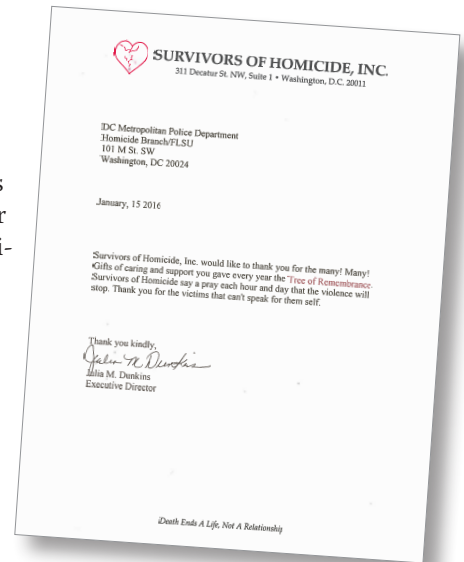 SURVIVORS OF HOMICIDE, INC.
311 Decatur St. NW, Suite 1 • Washington, D.C. 20011
DC Metropolitan Police Department
Homicide Branch/FLSU
101 M St. SW
Washington, DC 20024
January, 15 2016
s
r
i-
Survivors of Homicide, Inc. would like to thank you for the many! Many!
Gifts of caring and support you gave every year the Tree of Remembrance.
Survivors of Homicide say a pray each hour and day that the violence will
stop. Thank you for the victims that can't speak for them self.
Thank you kindly,
Julia M Dunkins
Julia M. Dunkins
Executive Director
Death Ends A Life, Not A Relationship